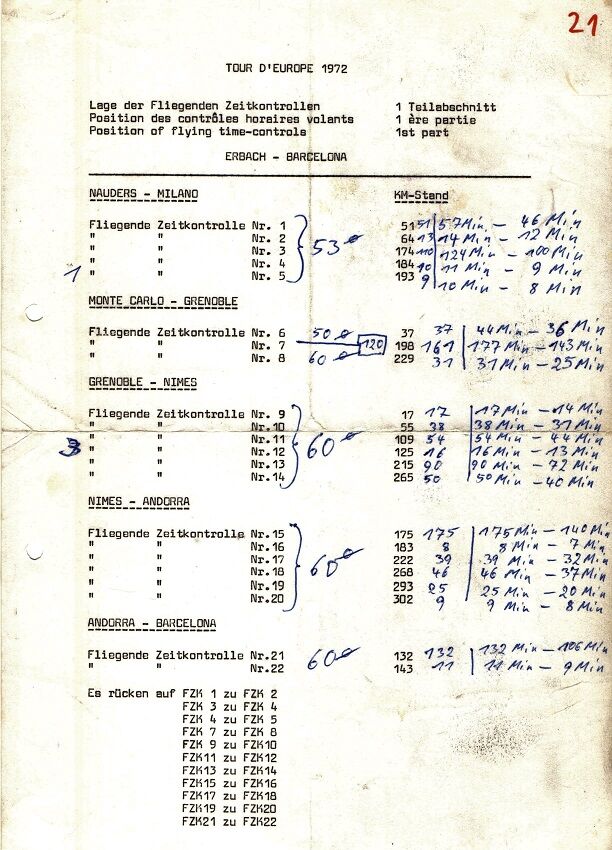 21
TOUR D'EUROPE 1972
Lage der Fliegenden Zeitkontrollen 1 Teilabschnitt
Position des contrôles horaires volants 1 ère partie
Position of flying time-controls 1st part
ERBACH - BARCELONA
NAUDERS - MILANO KM-Stand
Fliegende Zeitkontrolle Nr. 1 51 51 57 Min - 46 Min
" " Nr. 2 64 13 14 Min - 12 Min
" " Nr. 3 53 ø 174 110 124 Min - 100 Min
" " Nr. 4 184 10 11 Min - 9 Min
1 " " Nr. 5 193 9 10 Min - 8 Min
MONTE CARLO - GRENOBLE
Fliegende Zeitkontrolle Nr. 6 50 ø 37 37 44 Min - 36 Min
" " Nr. 7 120 198 161 177 Min - 143 Min
" " Nr. 8 60 ø 229 31 31 Min - 25 Min
GRENOBLE - NIMES
Fliegende Zeitkontrolle Nr. 9 17 17 17 Min - 14 Min
" " Nr.10 55 38 38 Min - 31 Min
3 " " Nr.11 60 ø 109 54 54 Min - 44 Min
" " Nr.12 125 16 16 Min - 13 Min
" " Nr.13 215 90 90 Min - 72 Min
" " Nr.14 265 50 50 Min - 40 Min
NIMES - ANDORRA
Fliegende Zeitkontrolle Nr.15 175 175 175 Min - 140 Min
" " Nr.16 183 8 8 Min - 7 Min
" " Nr.17 60 ø 222 39 39 Min - 32 Min
" " Nr.18 268 46 46 Min - 37 Min
" " Nr.19 293 25 25 Min - 20 Min
" " Nr.20 302 9 9 Min - 8 Min
ANDORRA - BARCELONA
Fliegende Zeitkontrolle Nr.21 60 ø 132 132 132 Min - 106 Min
" " Nr.22 143 11 11 Min - 9 Min
Es rücken auf FZK 1 zu FZK 2
FZK 3 zu FZK 4
FZK 4 zu FZK 5
FZK 7 zu FZK 8
FZK 9 zu FZK10
FZK11 zu FZK12
FZK13 zu FZK14
FZK15 zu FZK16
FZK17 zu FZK18
FZK19 zu FZK20
FZK21 zu FZK22